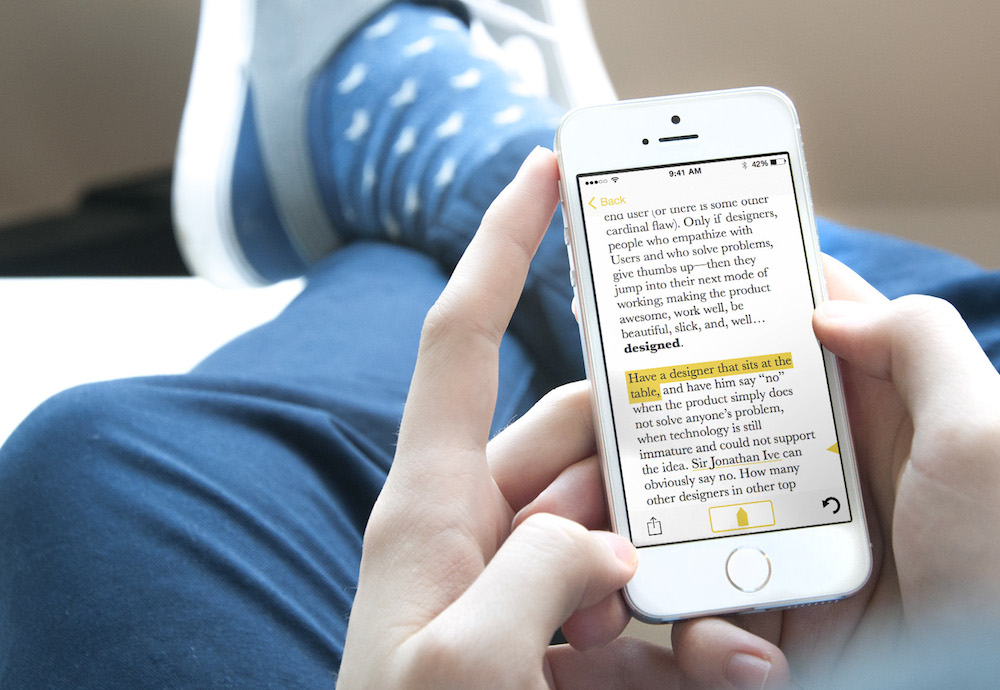 9:41 AM
42%
Back
end user (or there is some other
cardinal flaw). Only if designers,
people who empathize with
Users and who solve problems,
give thumbs up—then they
jump into their next mode of
working; making the product
awesome, work well, be
beautiful, slick, and, well…
designed.
Have a designer that sits at the
table, and have him say “no”
when the product simply does
not solve anyone’s problem,
when technology is still
immature and could not support
the idea. Sir Jonathan Ive can
obviously say no. How many
other designers in other top